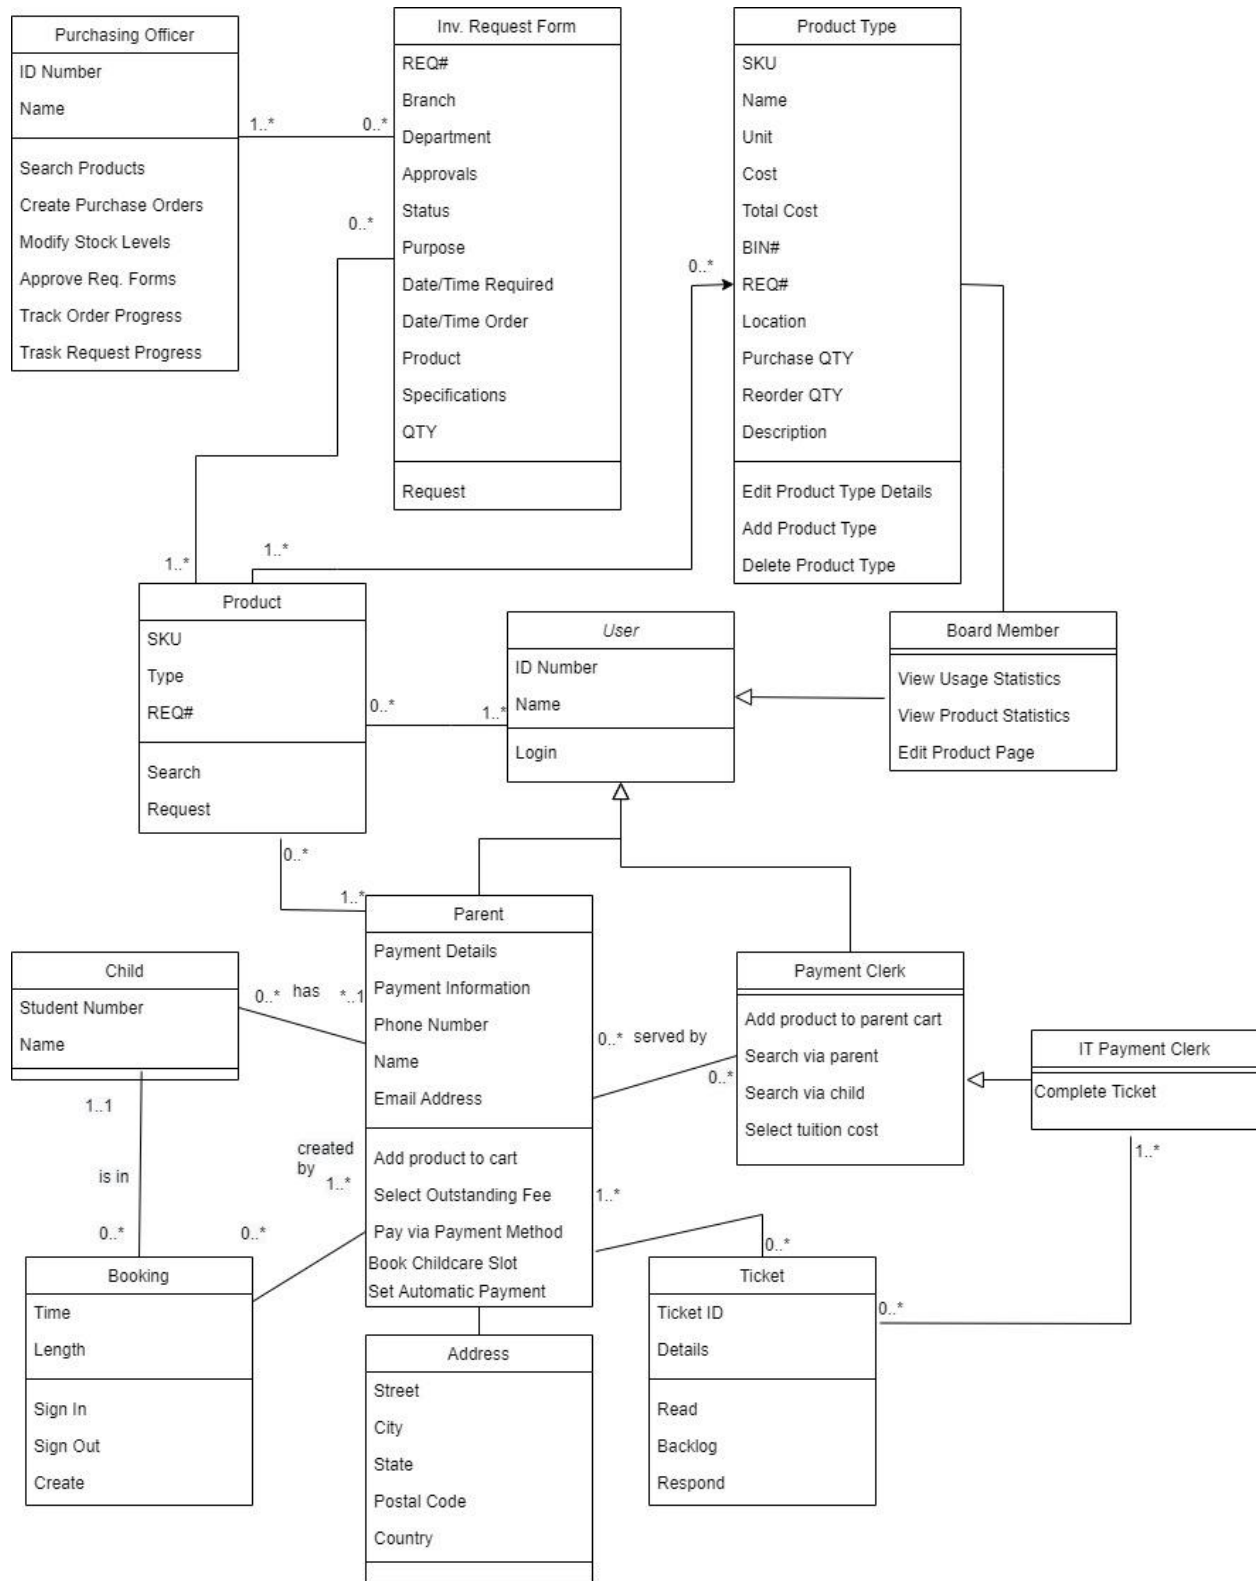 Purchasing Officer
ID Number
Name
Search Products
Create Purchase Orders
Modify Stock Levels
Approve Req. Forms
Track Order Progress
Trask Request Progress
1..*
0..*
Inv. Request Form
REQ#
Branch
Department
Approvals
Status
Purpose
Date/Time Required
Date/Time Order
Product
Specifications
QTY
Request
0..*
1..*
Product Type
SKU
Name
Unit
Cost
Total Cost
BIN#
REQ#
Location
Purchase QTY
Reorder QTY
Description
Edit Product Type Details
Add Product Type
Delete Product Type
0..*
1..*
Product
SKU
Type
REQ#
Search
Request
0..*
1..*
User
ID Number
Name
Login
Board Member
View Usage Statistics
View Product Statistics
Edit Product Page
0..*
1..*
Parent
Payment Details
Payment Information
Phone Number
Name
Email Address
Add product to cart
Select Outstanding Fee
Pay via Payment Method
Book Childcare Slot
Set Automatic Payment
Child
Student Number
Name
0..*
has
*..1
0..*
served by
0..*
Payment Clerk
Add product to parent cart
Search via parent
Search via child
Select tuition cost
IT Payment Clerk
Complete Ticket
1..*
0..*
1..1
is in
0..*
created
by
1..*
0..*
1..*
0..*
Booking
Time
Length
Sign In
Sign Out
Create
Address
Street
City
State
Postal Code
Country
Ticket
Ticket ID
Details
Read
Backlog
Respond